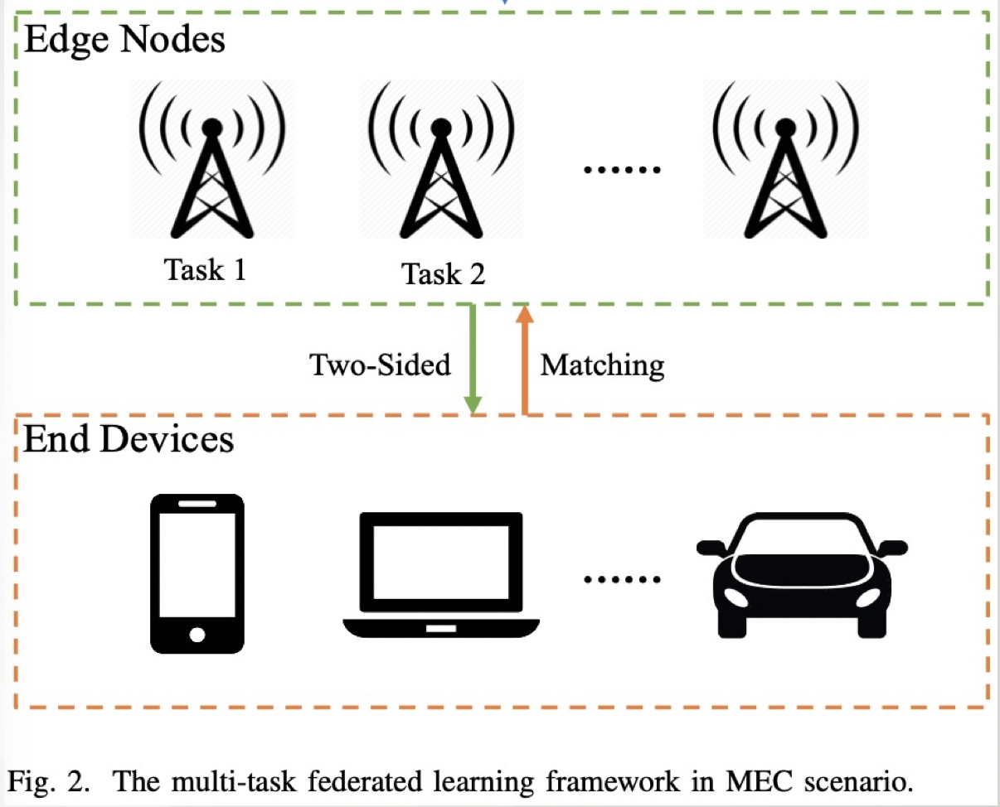 Edge Nodes
......
Task 1
Task 2
Two-Sided
Matching
End Devices
......
Fig. 2. The multi-task federated learning framework in MEC scenario.